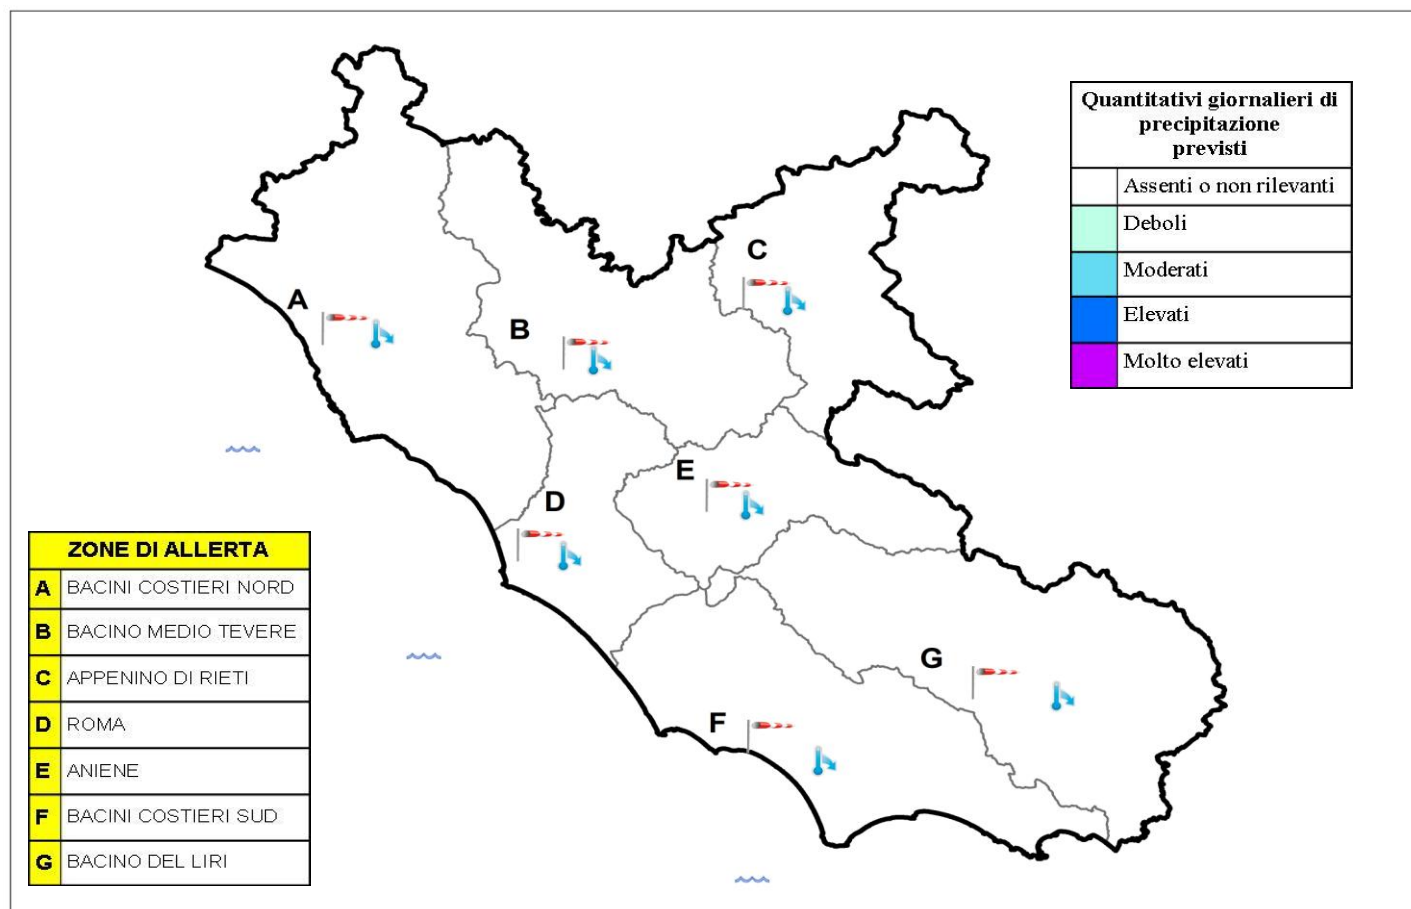 Quantitativi giornalieri di
precipitazione
previsti
Assenti o non rilevanti
Deboli
Moderati
Elevati
Molto elevati
C
A
B
E
D
G
F
ZONE DI ALLERTA
A BACINI COSTIERI NORD
B BACINO MEDIO TEVERE
C APPENINO DI RIETI
D ROMA
E ANIENE
F BACINI COSTIERI SUD
G BACINO DEL LIRI